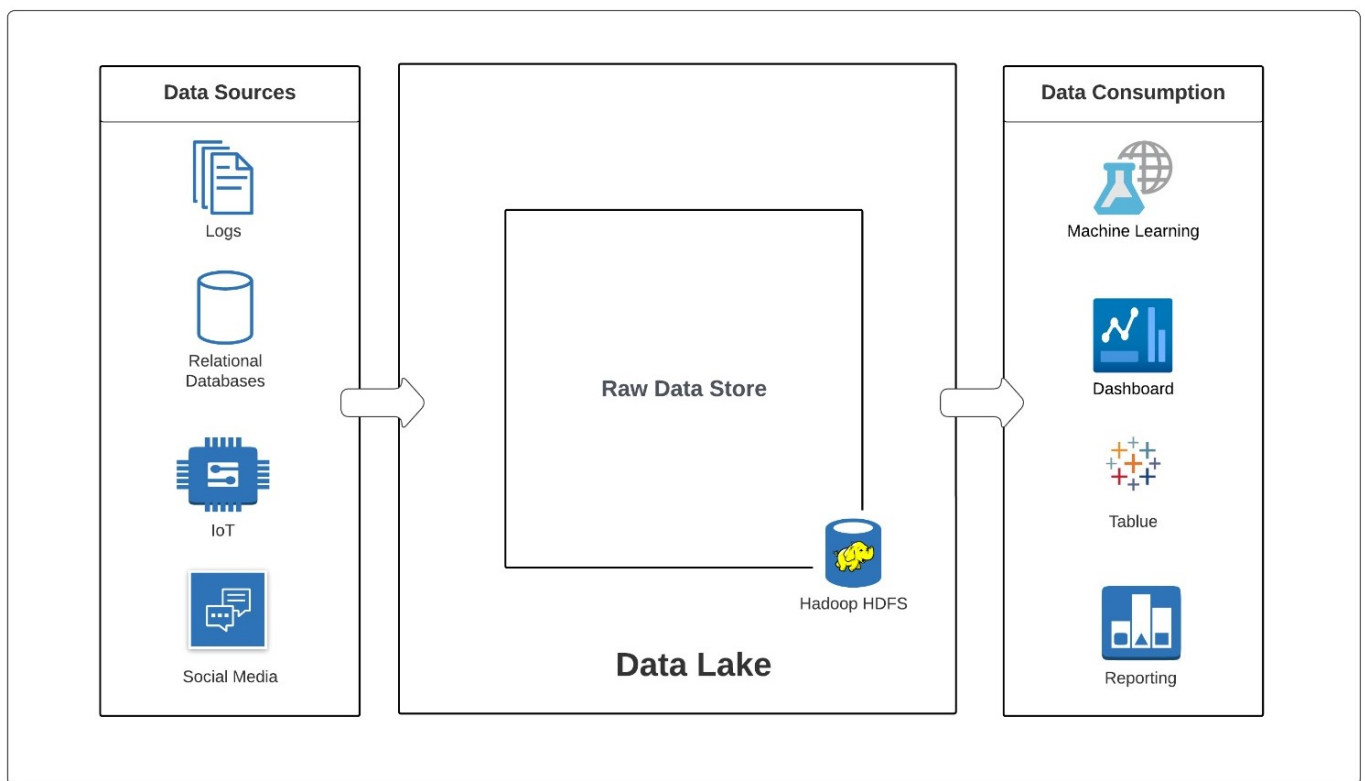 Data Sources
Logs
Relational
Databases
IoT
Social Media
Raw Data Store
Hadoop HDFS
Data Lake
Data Consumption
Machine Learning
Dashboard
Tablue
Reporting